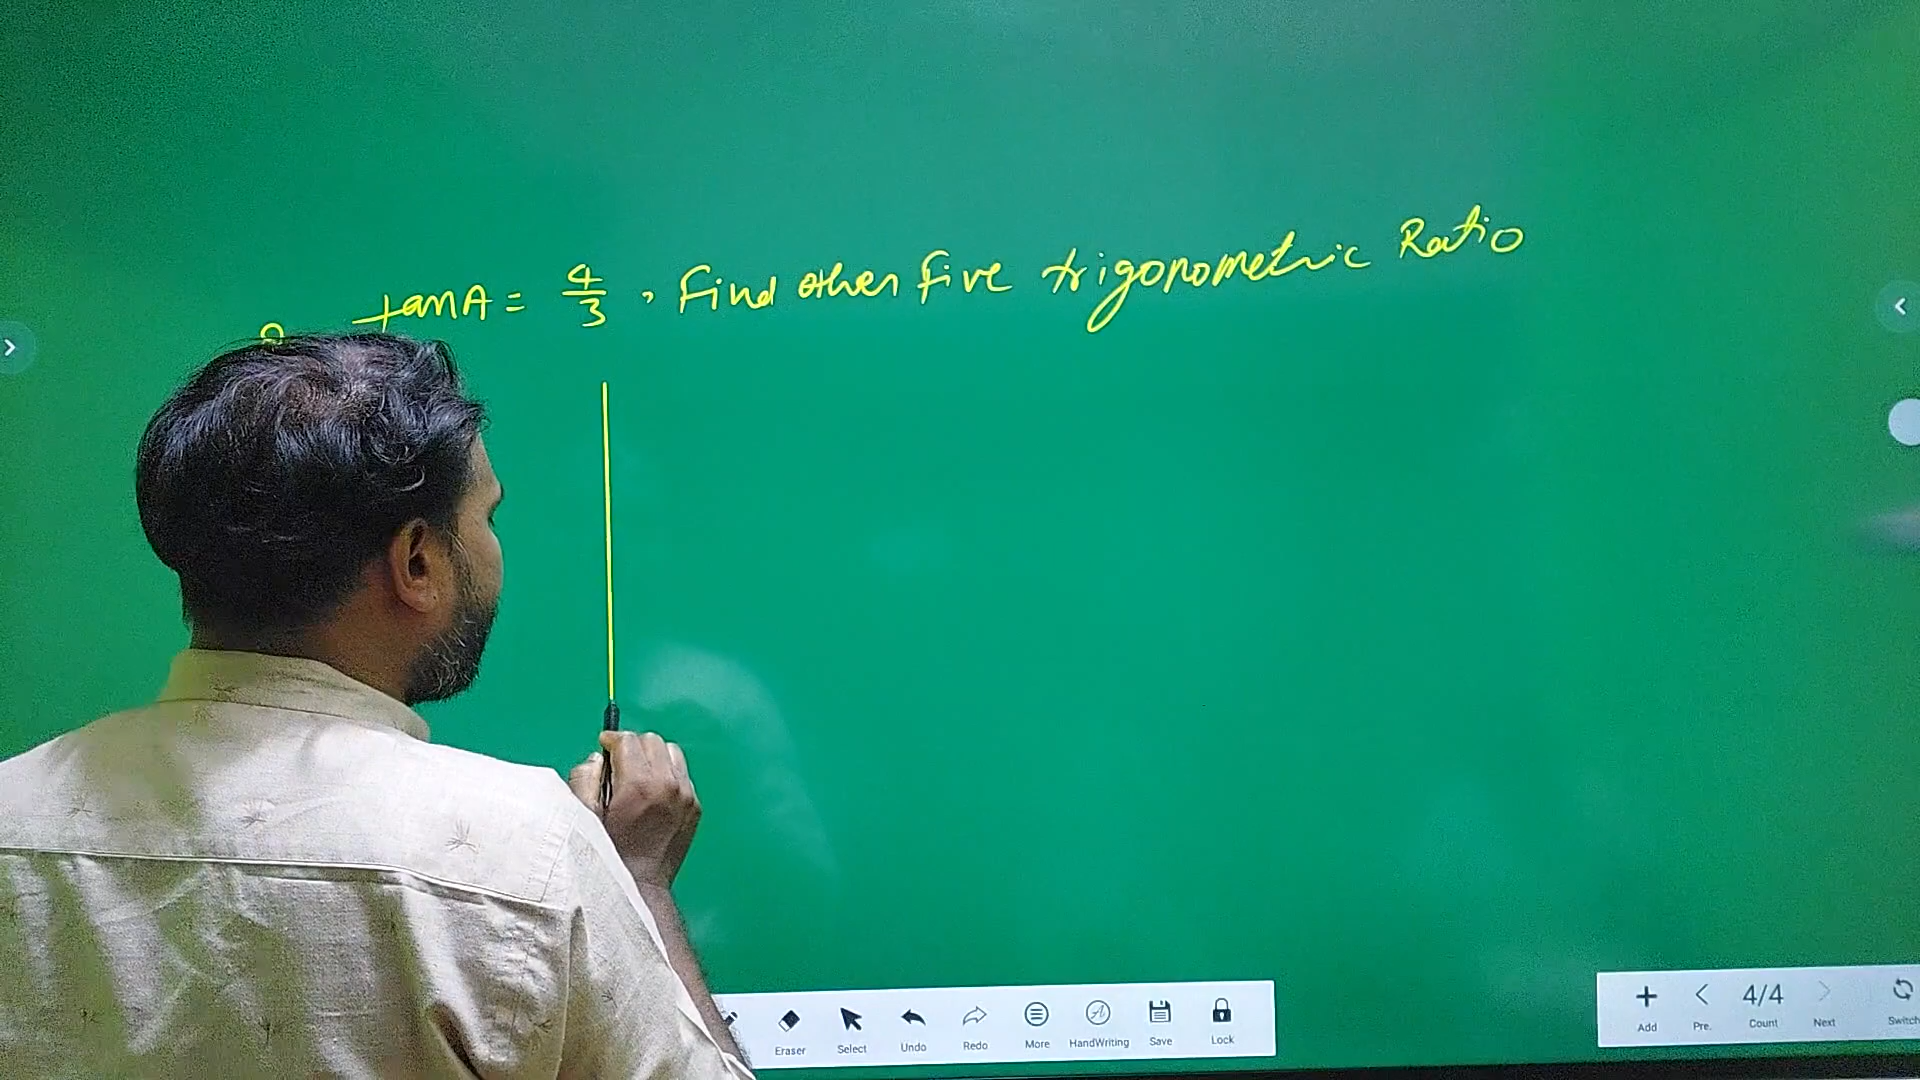 tanA = 4/3, Find other five trigonometric Ratio
Eraser Select Undo Redo More HandWriting Save Lock
4/4
Add Pre. Count Next Switch